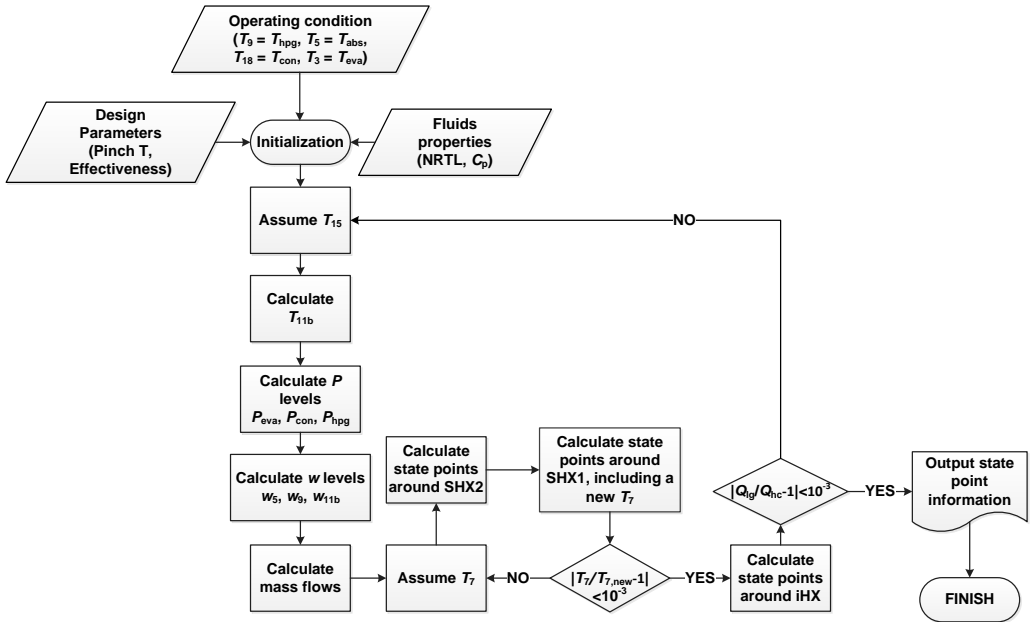 Operating condition
(T9 = Thpg, T5 = Tabs,
T18 = Tcon, T3 = Teva)
Design
Parameters
(Pinch T,
Effectiveness)
Initialization
Fluids
properties
(NRTL, Cp)
Assume T15
NO
Calculate
T11b
Calculate P
levels
Peva, Pcon, Phpg
Calculate w levels
w5, w9, w11b
Calculate
mass flows
Assume T7
Calculate
state points
around SHX2
Calculate state
points around
SHX1, including a
new T7
NO
|T7/T7,new-1|
<10-3
YES
Calculate
state points
around iHX
|Qlg/Qhc-1|<10-3
YES
Output state
point
information
FINISH